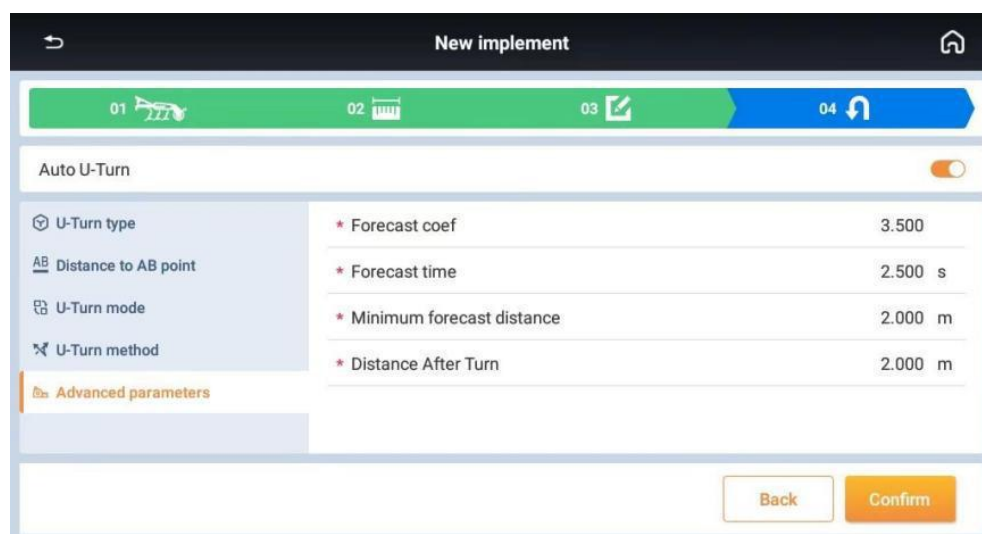 New implement
01
02
03
04
Auto U-Turn
U-Turn type
AB Distance to AB point
U-Turn mode
U-Turn method
Advanced parameters
* Forecast coef 3.500
* Forecast time 2.500 s
* Minimum forecast distance 2.000 m
* Distance After Turn 2.000 m
Back
Confirm